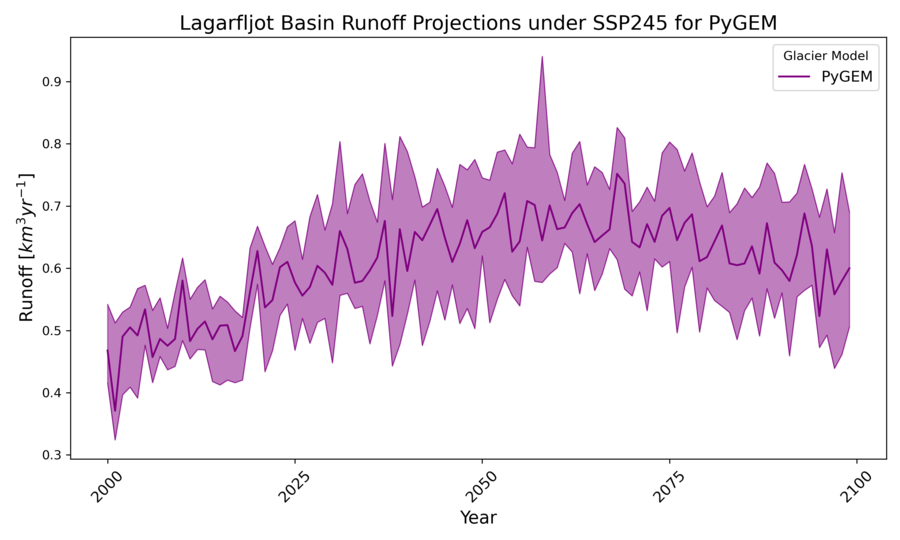 Lagarfljot Basin Runoff Projections under SSP245 for PyGEM
Glacier Model
PyGEM
Runoff [km³yr⁻¹]
0.9
0.8
0.7
0.6
0.5
0.4
0.3
2000
2025
2050
2075
2100
Year